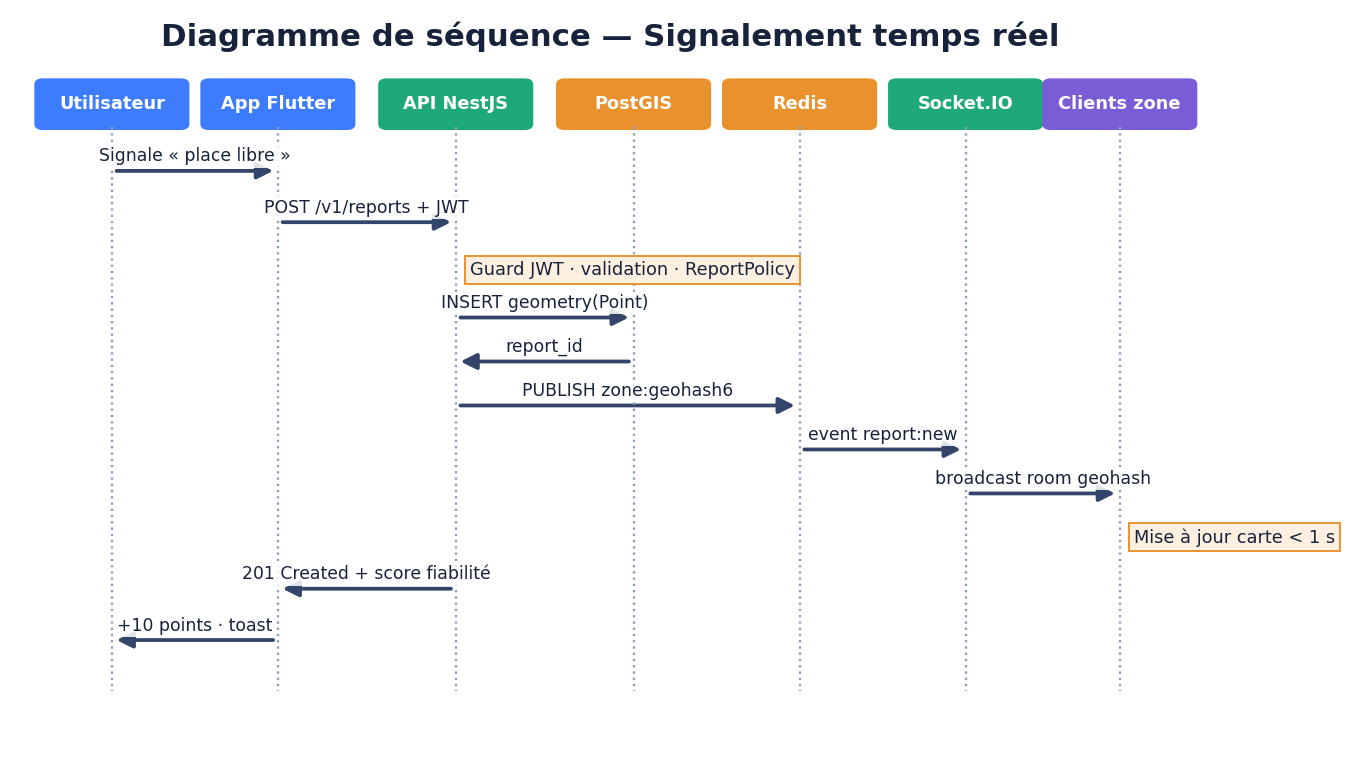 Diagramme de séquence — Signalement temps réel
Utilisateur
App Flutter
API NestJS
PostGIS
Redis
Socket.IO
Clients zone
Signale « place libre »
POST /v1/reports + JWT
Guard JWT · validation · ReportPolicy
INSERT geometry(Point)
report_id
PUBLISH zone:geohash6
event report:new
broadcast room geohash
Mise à jour carte < 1 s
201 Created + score fiabilité
+10 points · toast